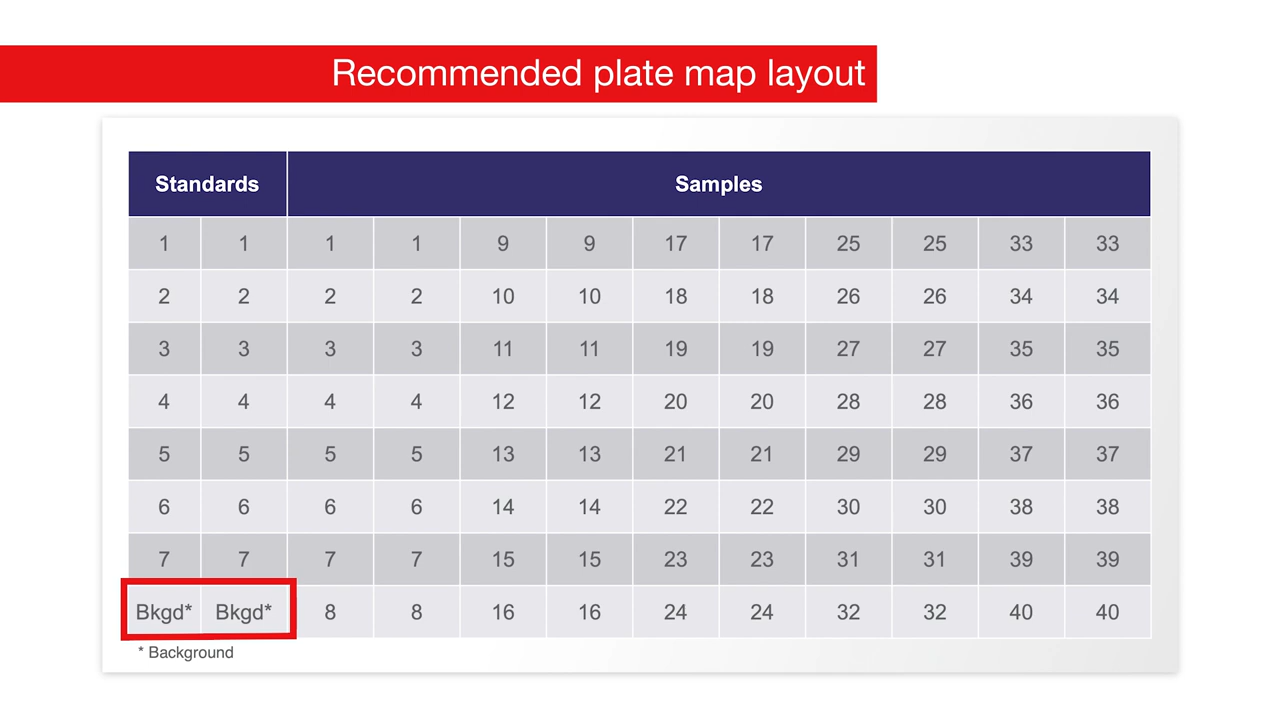 Recommended plate map layout
Standards Samples
1 1 1 1 9 9 17 17 25 25 33 33
2 2 2 2 10 10 18 18 26 26 34 34
3 3 3 3 11 11 19 19 27 27 35 35
4 4 4 4 12 12 20 20 28 28 36 36
5 5 5 5 13 13 21 21 29 29 37 37
6 6 6 6 14 14 22 22 30 30 38 38
7 7 7 7 15 15 23 23 31 31 39 39
Bkgd* Bkgd* 8 8 16 16 24 24 32 32 40 40
* Background